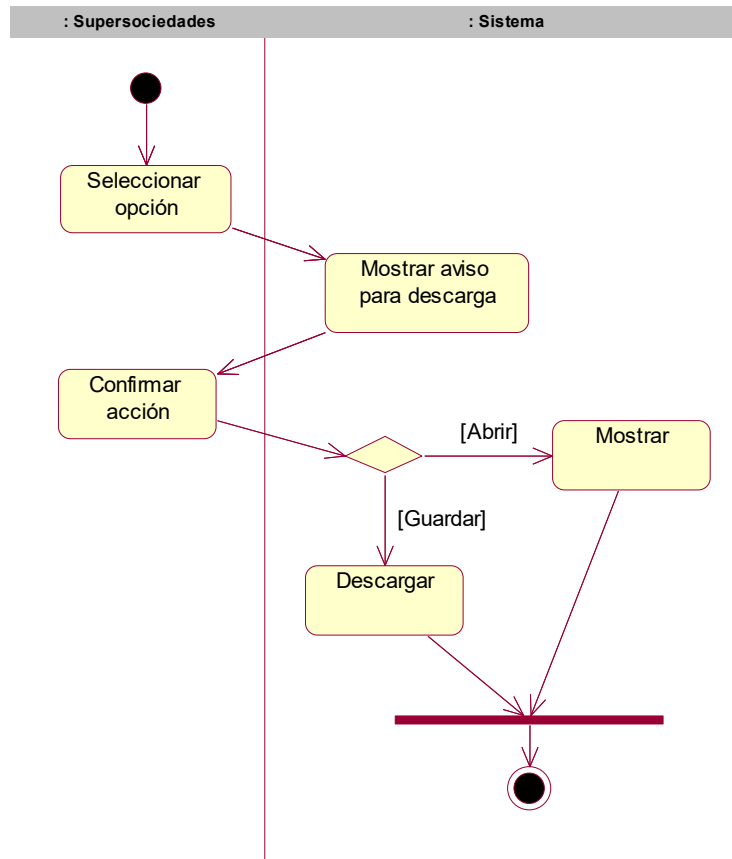 : Supersociedades
: Sistema
Seleccionar
opción
Mostrar aviso
para descarga
Confirmar
acción
[Abrir]
Mostrar
[Guardar]
Descargar